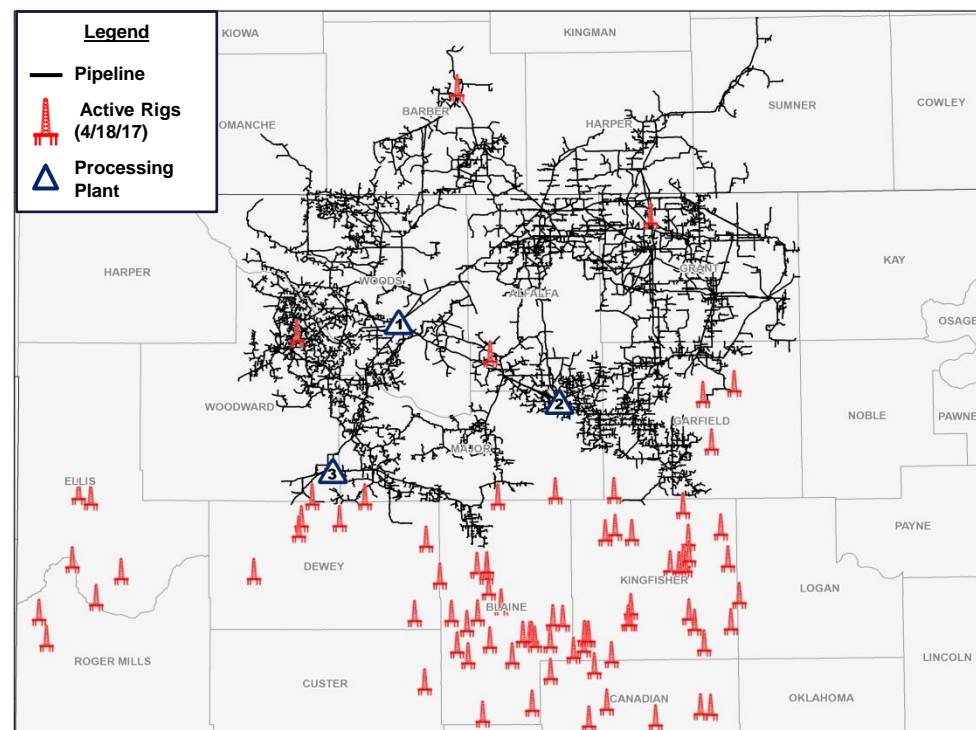 Legend
Pipeline
Active Rigs
(4/18/17)
Processing
Plant
KIOWA
KINGMAN
BARBER
HARPER
SUMNER
COWLEY
OMANCHE
HARPER
WOODS
ALFALFA
GRANT
KAY
OSAGE
1
2
3
WOODWARD
MAJOR
GARFIELD
NOBLE
PAWNE
ELLIS
PAYNE
DEWEY
BLAINE
KINGFISHER
LOGAN
ROGER MILLS
CUSTER
CANADIAN
OKLAHOMA
LINCOLN